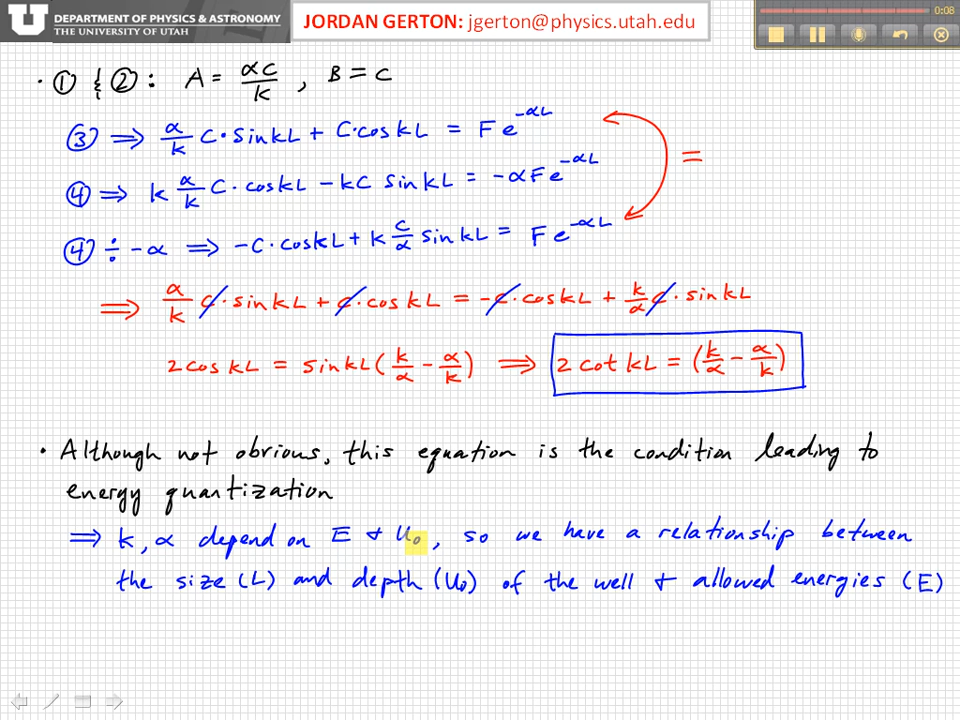 U DEPARTMENT OF PHYSICS & ASTRONOMY
THE UNIVERSITY OF UTAH
JORDAN GERTON: jgerton@physics.utah.edu
0:08
• ① & ②: A = αC/k , B = C
③ ⟹ α/k C·sin kL + C·cos kL = F e^{-αL}
=
④ ⟹ k α/k C·cos kL − kC sin kL = −αF e^{-αL}
④ ÷ −α ⟹ −C·cos kL + k C/α sin kL = F e^{-αL}
⟹ α/k C·sin kL + C·cos kL = −C·cos kL + k/α C·sin kL
2 cos kL = sin kL (k/α − α/k) ⟹ 2 cot kL = (k/α − α/k)
• Although not obvious, this equation is the condition leading to
energy quantization
⟹ k, α depend on E + U₀, so we have a relationship between
the size (L) and depth (U₀) of the well + allowed energies (E)